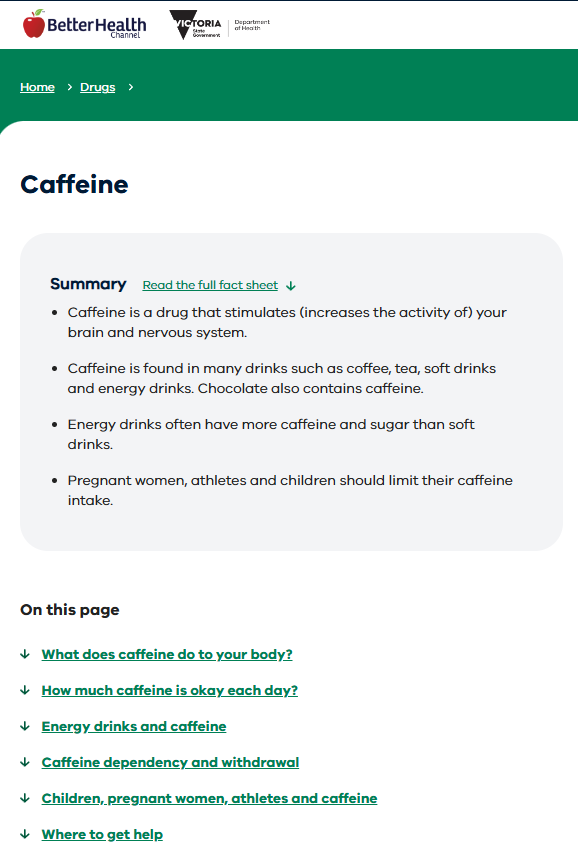 BetterHealth
Channel
VICTORIA
State
Government
Department
of Health
Home > Drugs >
Caffeine
Summary Read the full fact sheet ↓
• Caffeine is a drug that stimulates (increases the activity of) your
brain and nervous system.
• Caffeine is found in many drinks such as coffee, tea, soft drinks
and energy drinks. Chocolate also contains caffeine.
• Energy drinks often have more caffeine and sugar than soft
drinks.
• Pregnant women, athletes and children should limit their caffeine
intake.
On this page
↓ What does caffeine do to your body?
↓ How much caffeine is okay each day?
↓ Energy drinks and caffeine
↓ Caffeine dependency and withdrawal
↓ Children, pregnant women, athletes and caffeine
↓ Where to get help